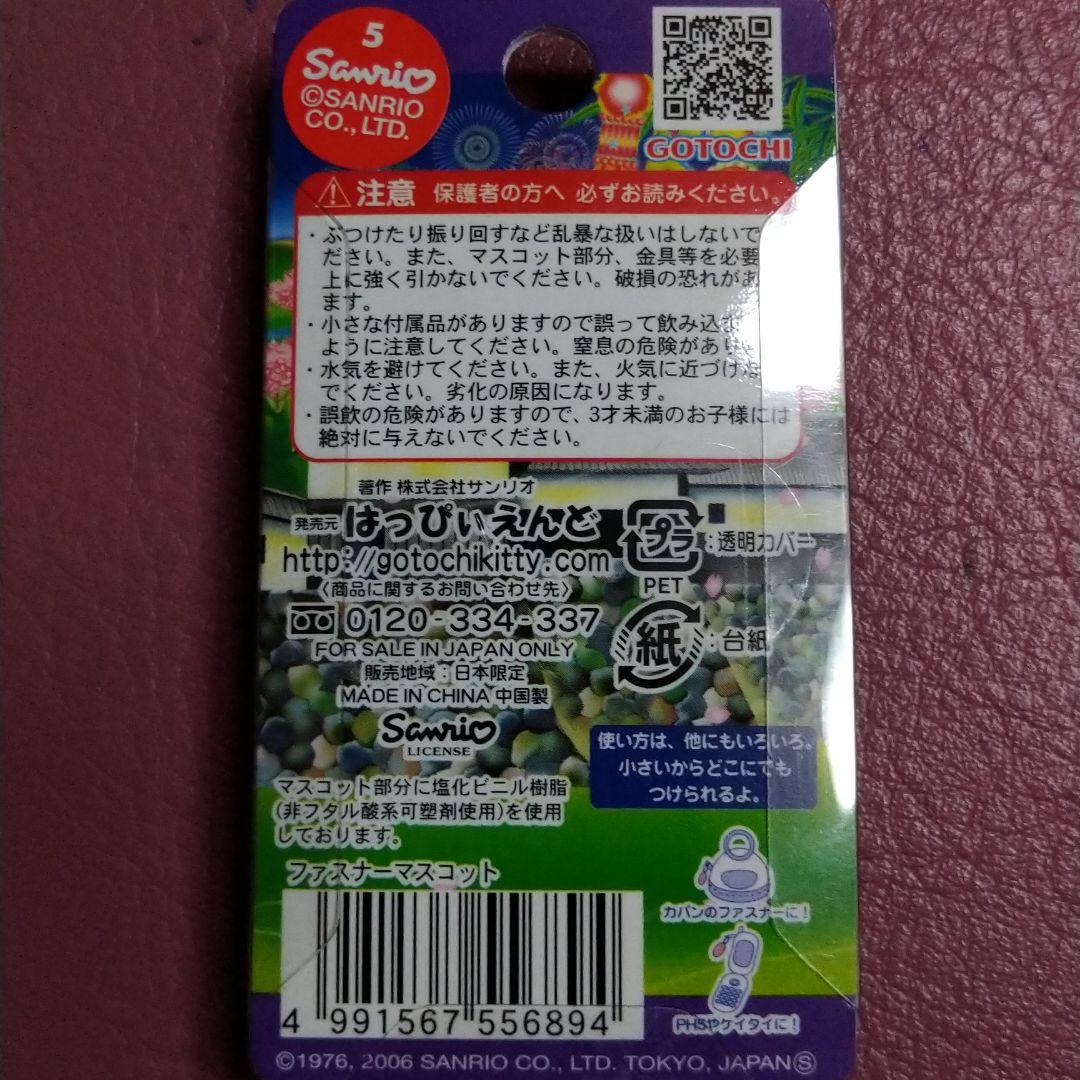 5
Sanrio
©SANRIO
CO., LTD.
GOTOCHI
注意 保護者の方へ 必ずお読みください。
・ぶつけたり振り回すなど乱暴な扱いはしないで
ださい。また、マスコット部分、金具等を必要
上に強く引かないでください。破損の恐れがあ
ます。
・小さな付属品がありますので誤って飲み込ま
ように注意してください。窒息の危険があり
・水気を避けてください。また、火気に近づけな
でください。劣化の原因になります。
・誤飲の危険がありますので、3才未満のお子様には
絶対に与えないでください。
著作 株式会社サンリオ
発売元 はっぴぃえんど
http://gotochikitty.com
〈商品に関するお問い合わせ先〉
0120-334-337
FOR SALE IN JAPAN ONLY
販売地域：日本限定
MADE IN CHINA 中国製
Sanrio
LICENSE
プラ：透明カバー
PET
紙：台紙
使い方は、他にもいろいろ。
小さいからどこにでも
つけられるよ。
マスコット部分に塩化ビニル樹脂
(非フタル酸系可塑剤使用)を使用
しております。
ファスナーマスコット
カバンのファスナーに！
PHSやケイタイに！
4 991567 556894
©1976, 2006 SANRIO CO., LTD. TOKYO, JAPAN Ⓢ